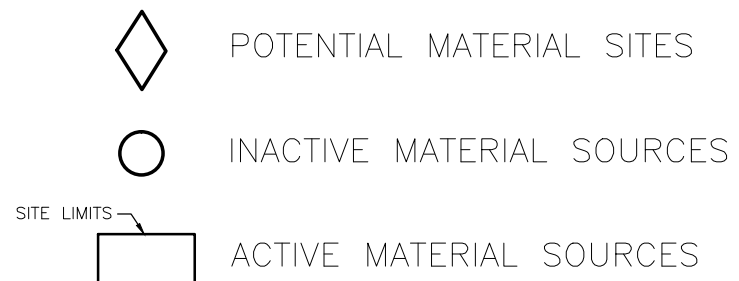 POTENTIAL MATERIAL SITES
INACTIVE MATERIAL SOURCES
SITE LIMITS
ACTIVE MATERIAL SOURCES